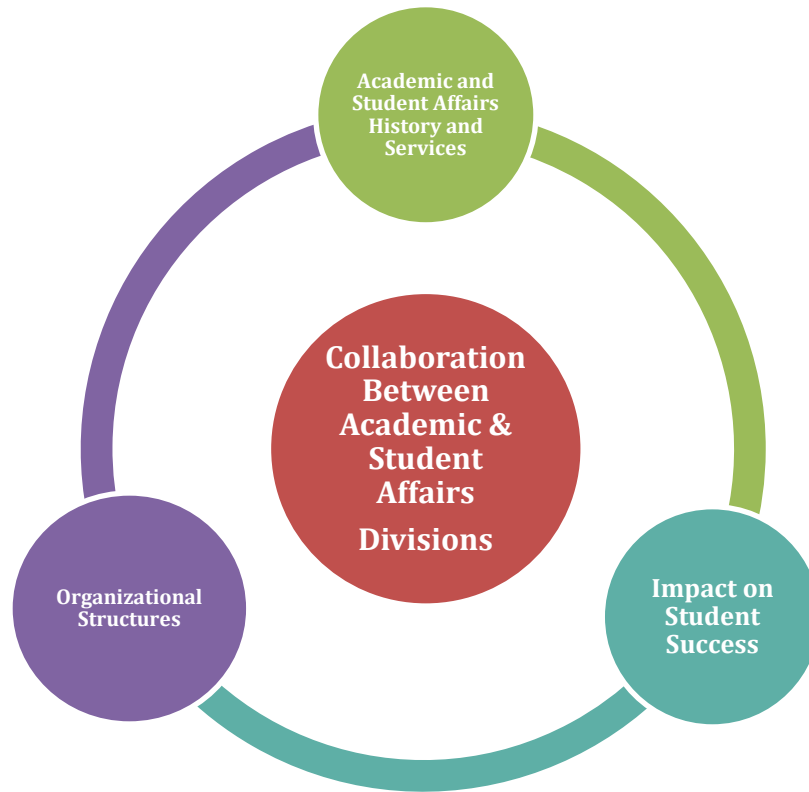 Academic and
Student Affairs
History and
Services
Collaboration
Between
Academic &
Student
Affairs
Divisions
Organizational
Structures
Impact on
Student
Success